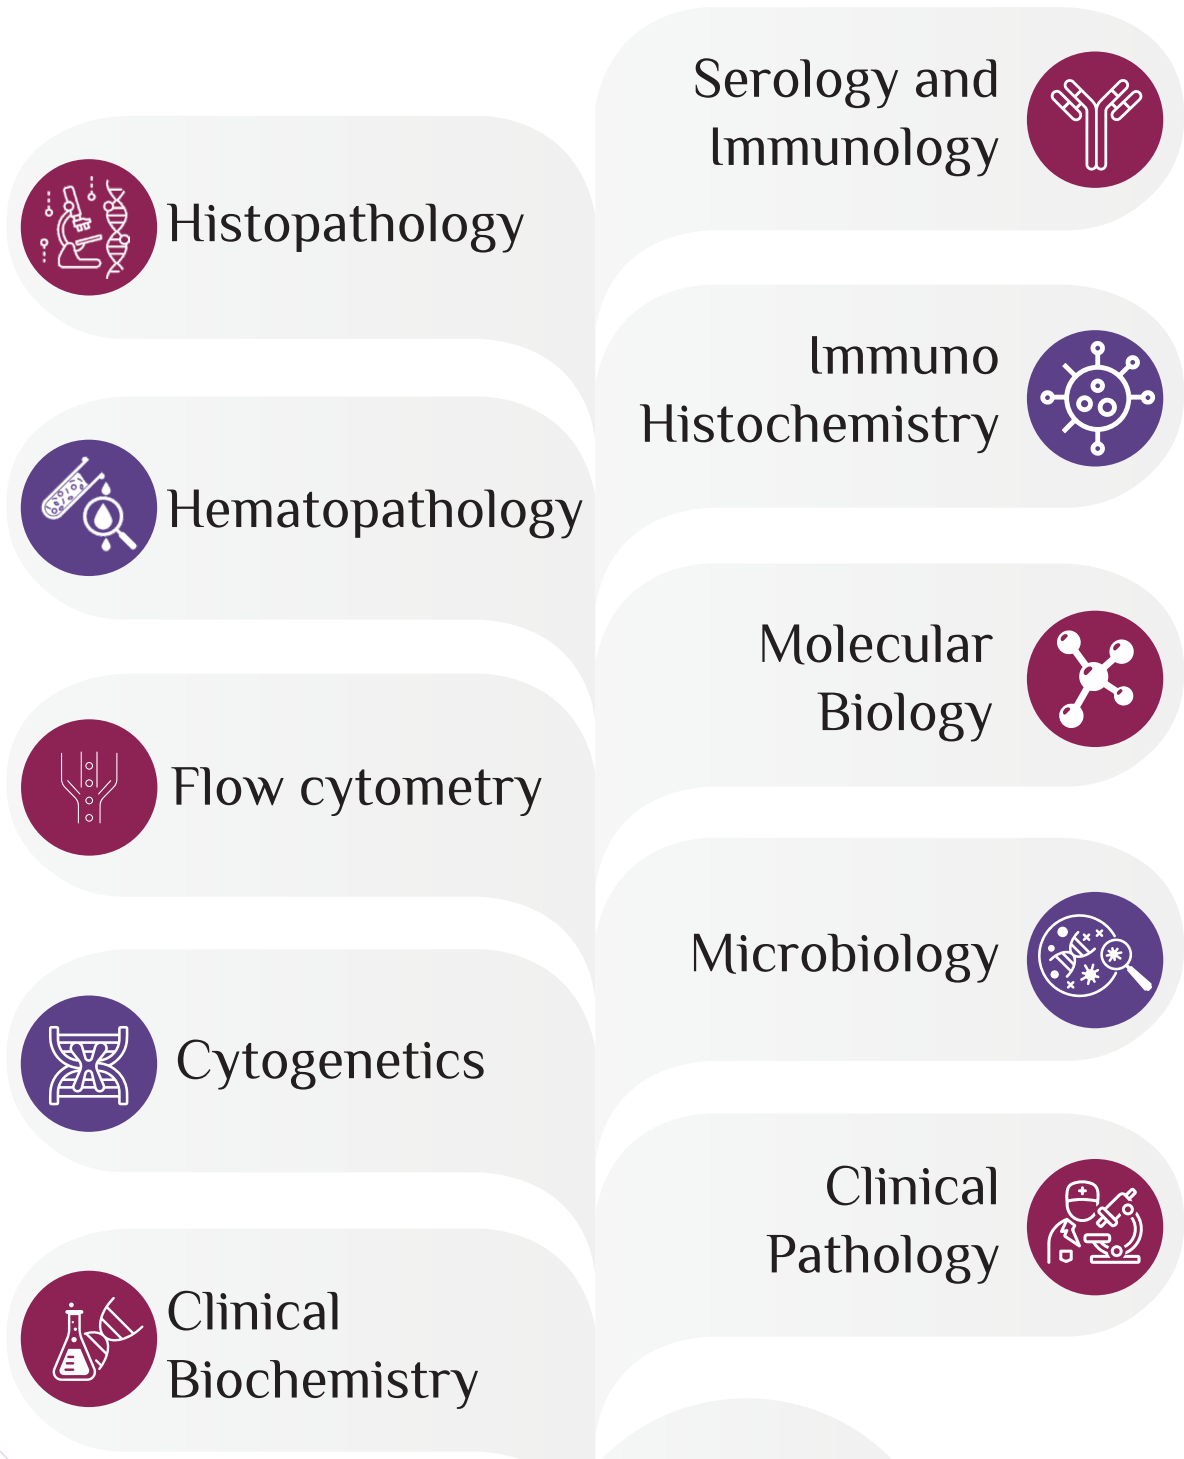 Histopathology
Hematopathology
Flow cytometry
Cytogenetics
Clinical
Biochemistry
Serology and
Immunology
Immuno
Histochemistry
Molecular
Biology
Microbiology
Clinical
Pathology